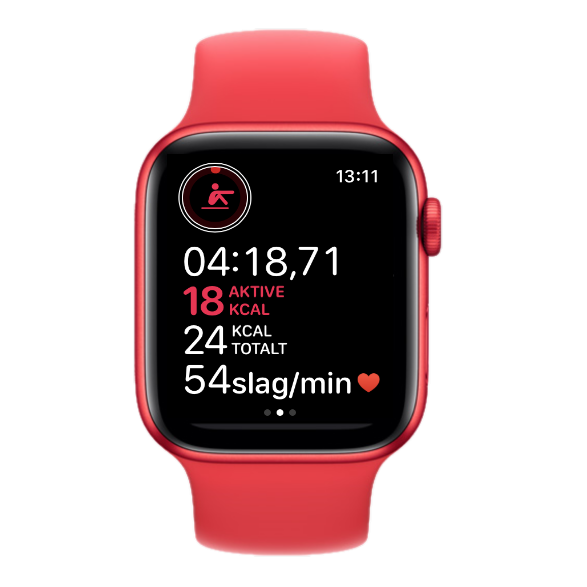 13:11
04:18,71
18 AKTIVE
KCAL
24 KCAL
TOTALT
54slag/min